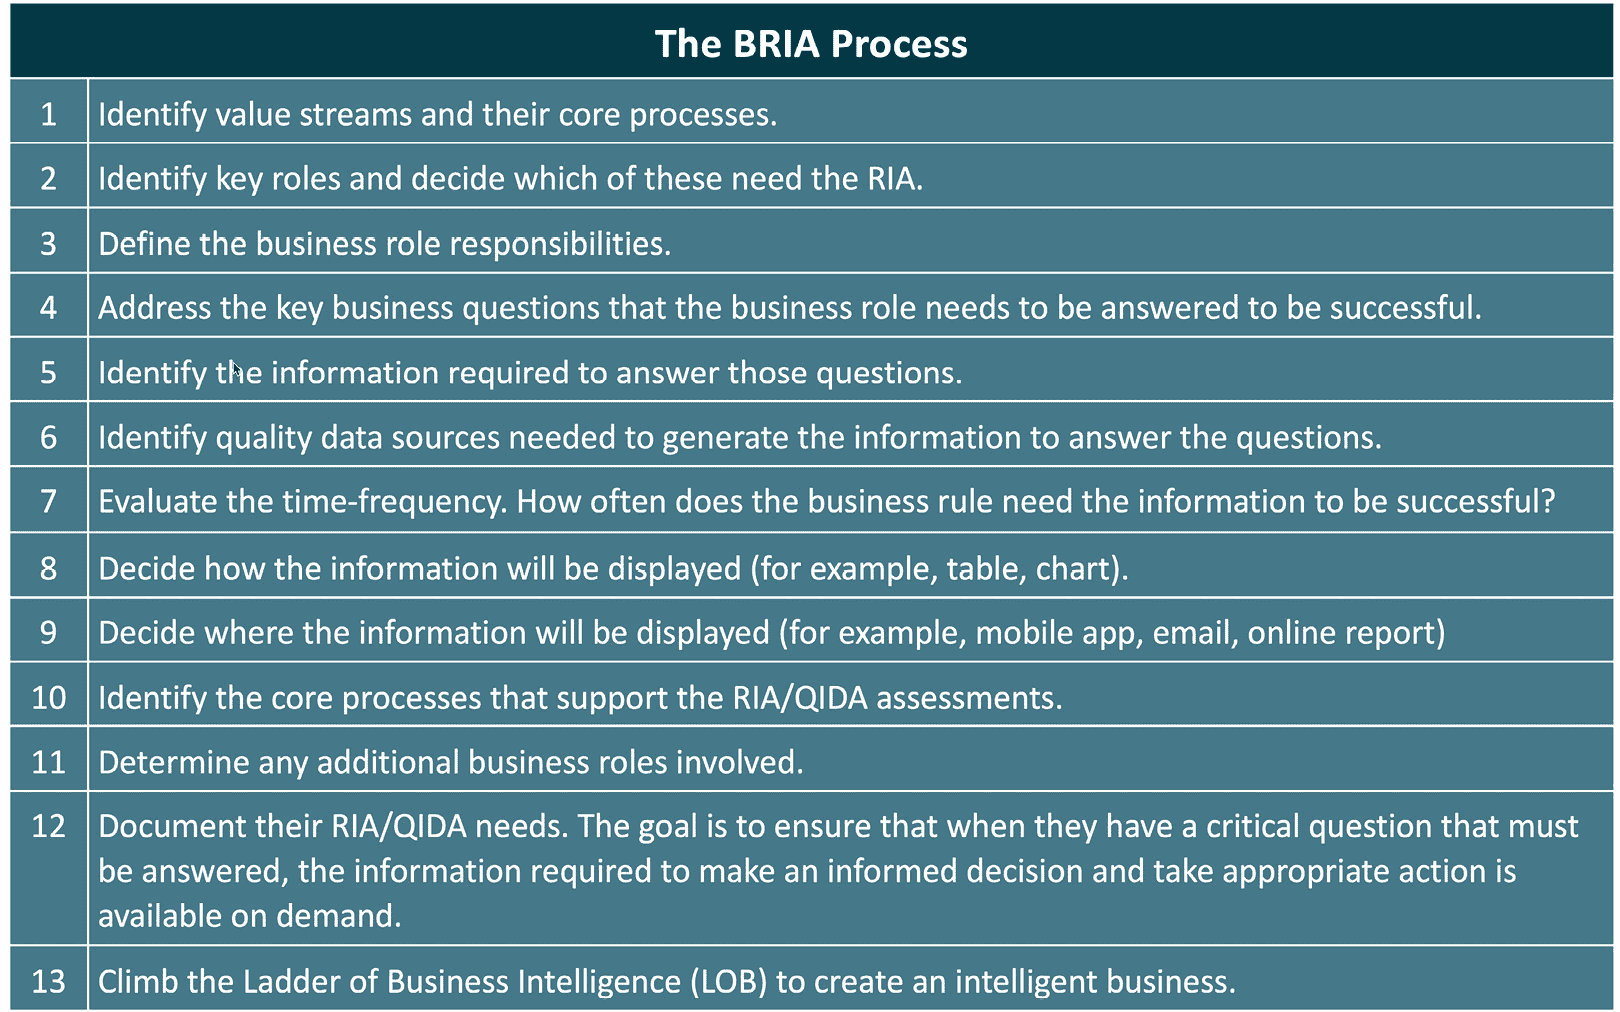 The BRIA Process
1 Identify value streams and their core processes.
2 Identify key roles and decide which of these need the RIA.
3 Define the business role responsibilities.
4 Address the key business questions that the business role needs to be answered to be successful.
5 Identify the information required to answer those questions.
6 Identify quality data sources needed to generate the information to answer the questions.
7 Evaluate the time-frequency. How often does the business rule need the information to be successful?
8 Decide how the information will be displayed (for example, table, chart).
9 Decide where the information will be displayed (for example, mobile app, email, online report)
10 Identify the core processes that support the RIA/QIDA assessments.
11 Determine any additional business roles involved.
12 Document their RIA/QIDA needs. The goal is to ensure that when they have a critical question that must
be answered, the information required to make an informed decision and take appropriate action is
available on demand.
13 Climb the Ladder of Business Intelligence (LOB) to create an intelligent business.